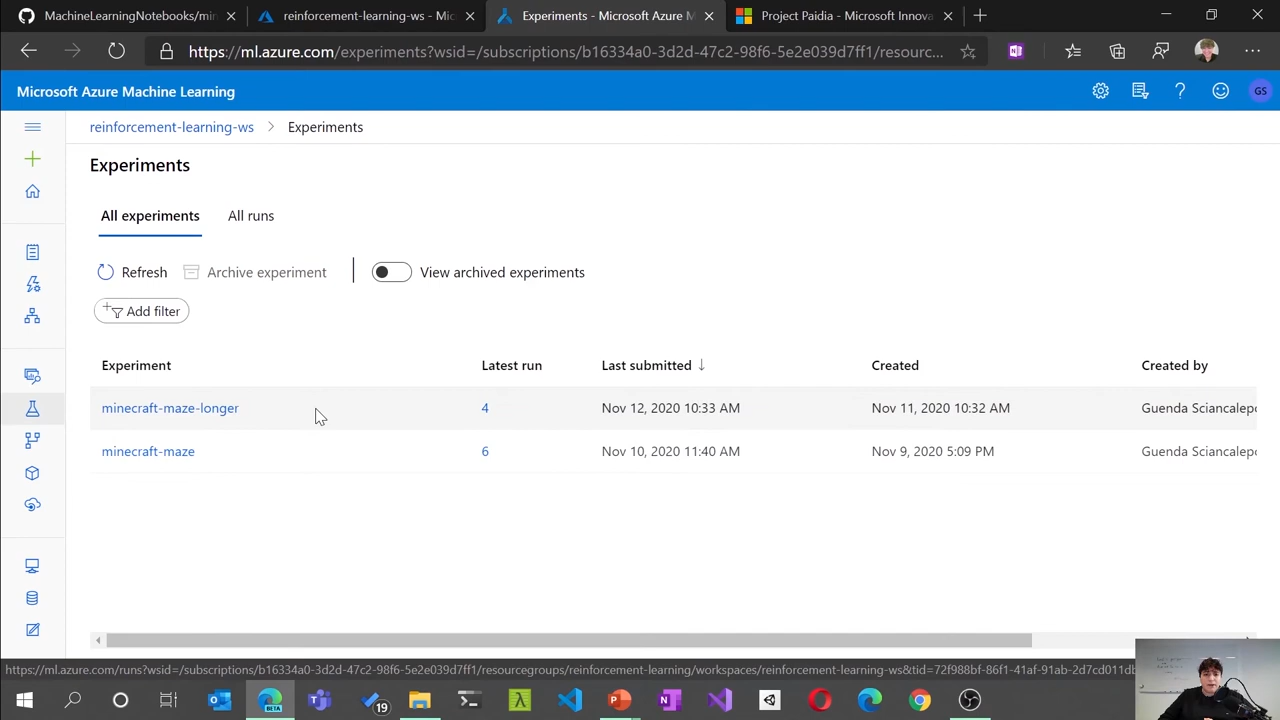 MachineLearningNotebooks/min
reinforcement-learning-ws - Mic
Experiments - Microsoft Azure M
Project Paidia - Microsoft Innova
https://ml.azure.com/experiments?wsid=/subscriptions/b16334a0-3d2d-47c2-98f6-5e2e039d7ff1/resourc...
Microsoft Azure Machine Learning
GS
reinforcement-learning-ws > Experiments
Experiments
All experiments All runs
Refresh Archive experiment View archived experiments
Add filter
Experiment Latest run Last submitted ↓ Created Created by
minecraft-maze-longer 4 Nov 12, 2020 10:33 AM Nov 11, 2020 10:32 AM Guenda Sciancalepo
minecraft-maze 6 Nov 10, 2020 11:40 AM Nov 9, 2020 5:09 PM Guenda Sciancalepo
https://ml.azure.com/runs?wsid=/subscriptions/b16334a0-3d2d-47c2-98f6-5e2e039d7ff1/resourcegroups/reinforcement-learning/workspaces/reinforcement-learning-ws&tid=72f988bf-86f1-41af-91ab-2d7cd011db
BETA
19